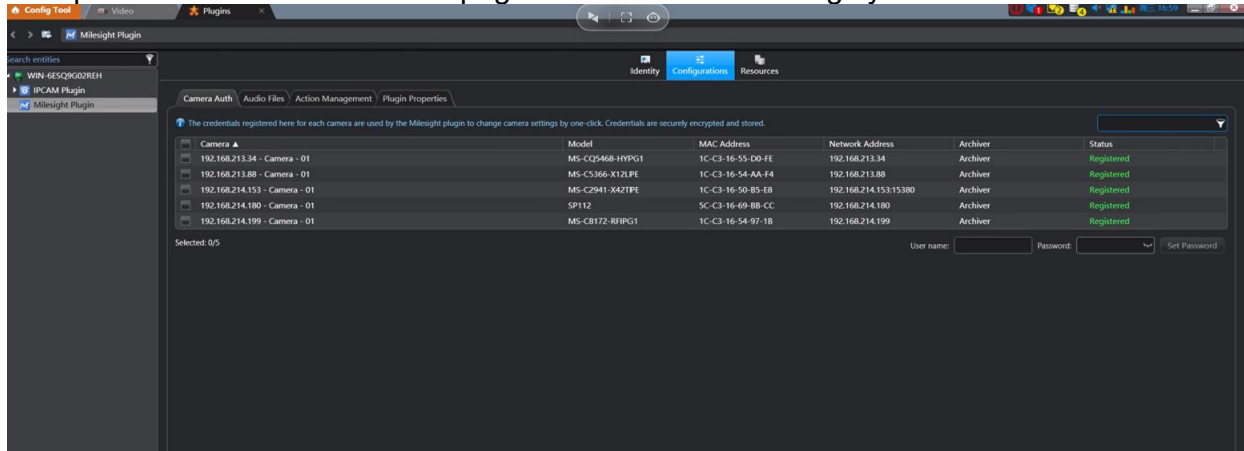 Config Tool Video Plugins 1 2 4 周三 16:59
Milesight Plugin
Search entities
WIN-6ESQ9G02REH
IPCAM Plugin
Milesight Plugin
Identity Configurations Resources
Camera Auth Audio Files Action Management Plugin Properties
The credentials registered here for each camera are used by the Milesight plugin to change camera settings by one-click. Credentials are securely encrypted and stored.
Camera ▲ Model MAC Address Network Address Archiver Status
192.168.213.34 - Camera - 01 MS-CQ5468-HYPG1 1C-C3-16-55-D0-FE 192.168.213.34 Archiver Registered
192.168.213.88 - Camera - 01 MS-C5366-X12LPE 1C-C3-16-54-AA-F4 192.168.213.88 Archiver Registered
192.168.214.153 - Camera - 01 MS-C2941-X42TPE 1C-C3-16-50-B5-E8 192.168.214.153:15380 Archiver Registered
192.168.214.180 - Camera - 01 SP112 5C-C3-16-69-BB-CC 192.168.214.180 Archiver Registered
192.168.214.199 - Camera - 01 MS-C8172-RFIPG1 1C-C3-16-54-97-1B 192.168.214.199 Archiver Registered
Selected: 0/5
User name: Password: Set Password